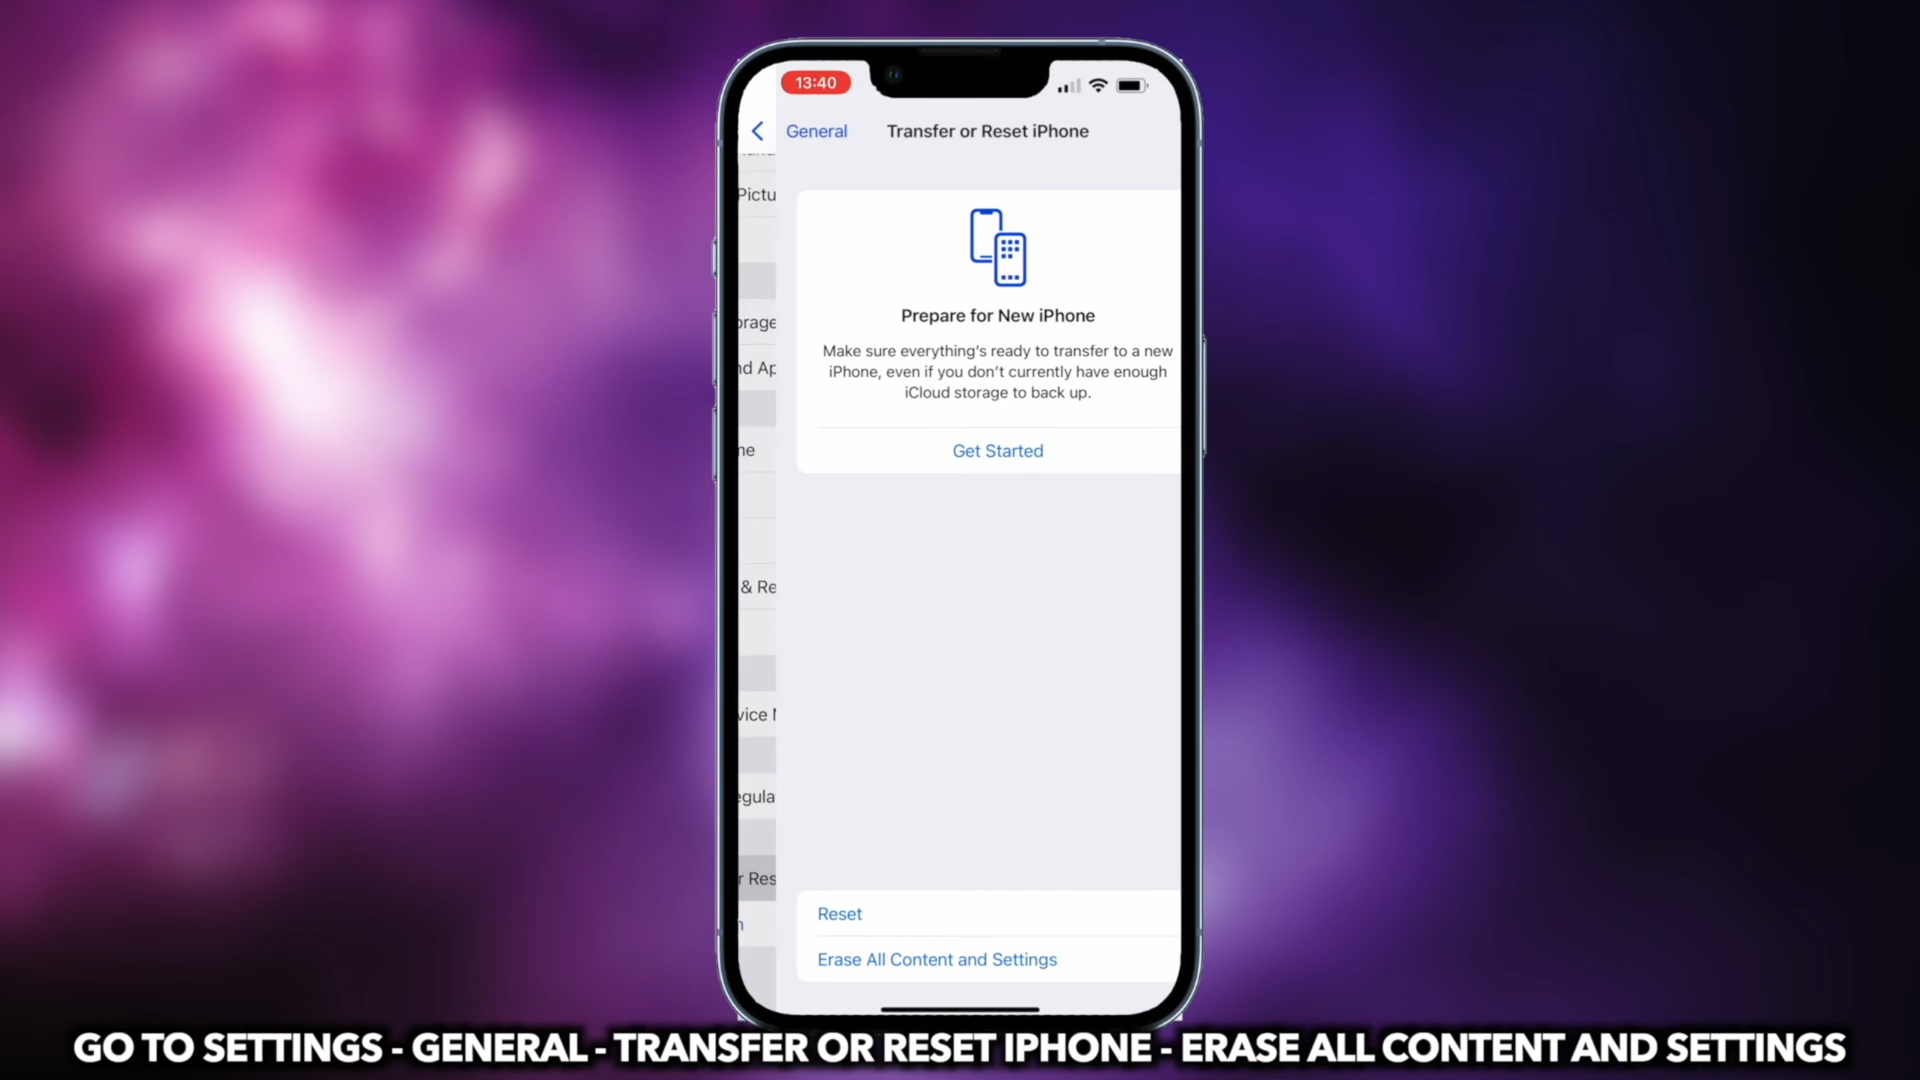 13:40
General
Transfer or Reset iPhone
Pictu
orage
nd Ap
Prepare for New iPhone
Make sure everything's ready to transfer to a new
iPhone, even if you don't currently have enough
iCloud storage to back up.
me
Get Started
& Re
vice
egula
r Res
Reset
Erase All Content and Settings
GO TO SETTINGS - GENERAL - TRANSFER OR RESET IPHONE - ERASE ALL CONTENT AND SETTINGS